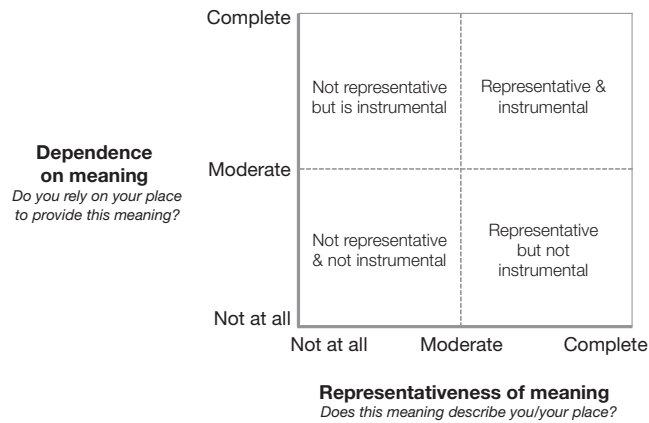 Complete
Not representative
but is instrumental
Representative &
instrumental
Dependence
on meaning
Do you rely on your place
to provide this meaning?
Moderate
Not representative
& not instrumental
Representative
but not
instrumental
Not at all
Not at all
Moderate
Complete
Representativeness of meaning
Does this meaning describe you/your place?